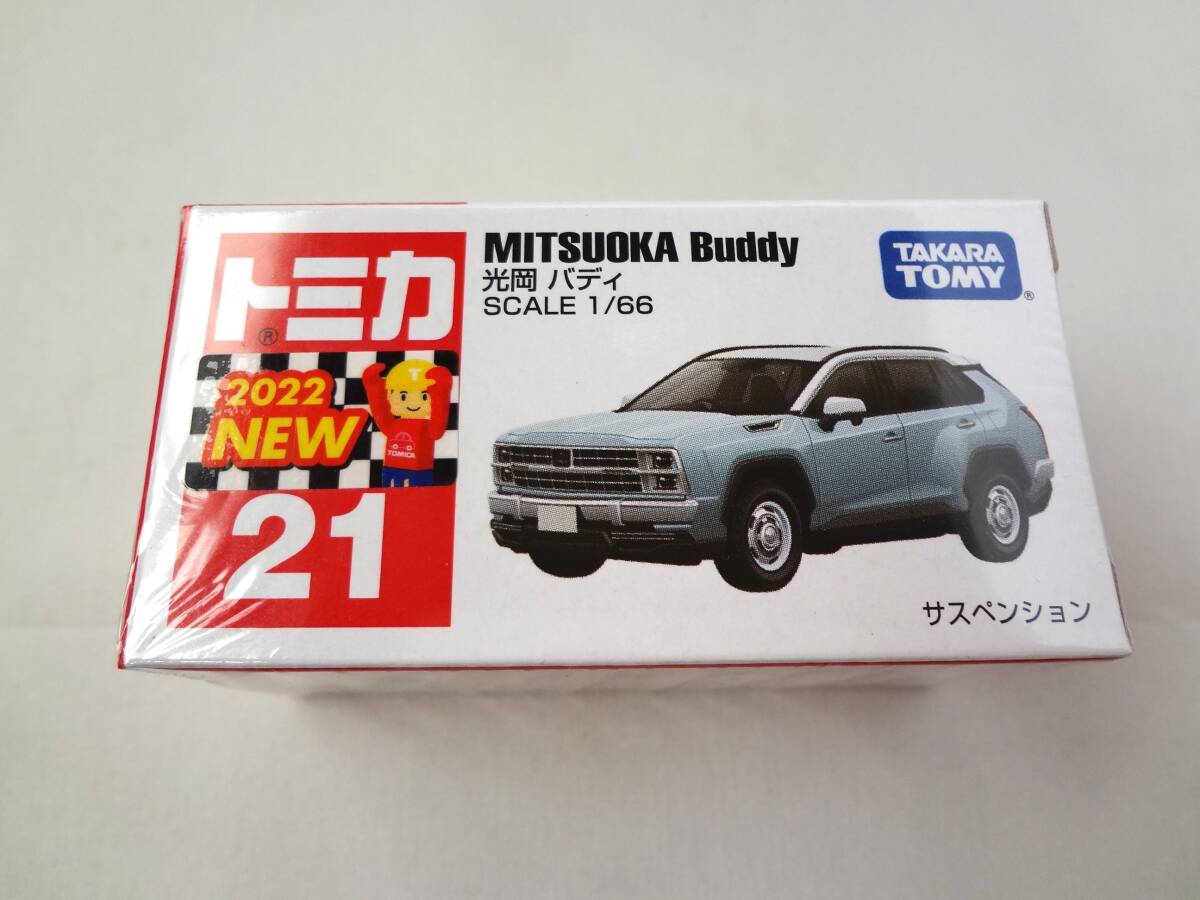 トミカ
®
2022
NEW
T
TOMICA
21
MITSUOKA Buddy
光岡 バディ
SCALE 1/66
TAKARA
TOMY
®
サスペンション